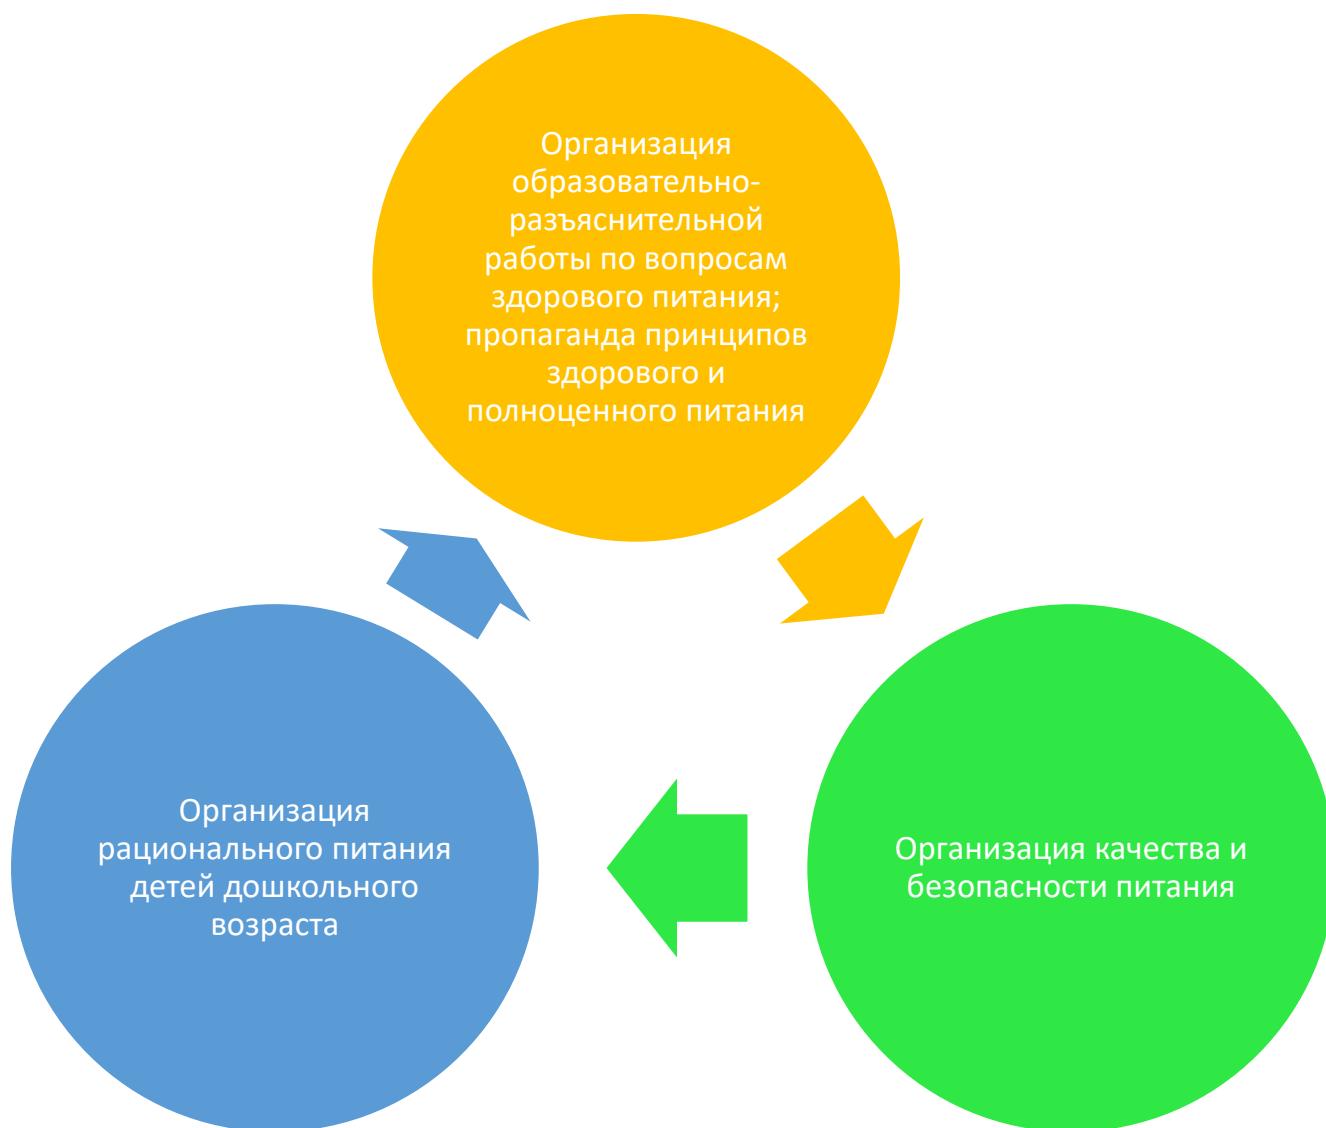 Организация
образовательно-
разъяснительной
работы по вопросам
здорового питания;
пропаганда принципов
здорового и
полноценного питания
Организация качества и
безопасности питания
Организация
рационального питания
детей дошкольного
возраста